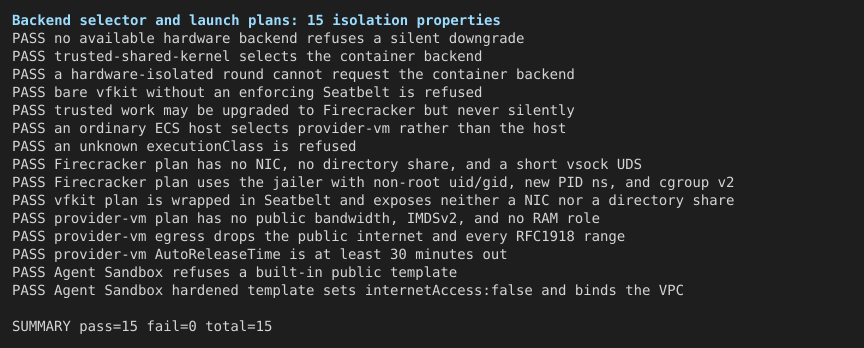 Backend selector and launch plans: 15 isolation properties
PASS no available hardware backend refuses a silent downgrade
PASS trusted-shared-kernel selects the container backend
PASS a hardware-isolated round cannot request the container backend
PASS bare vfkit without an enforcing Seatbelt is refused
PASS trusted work may be upgraded to Firecracker but never silently
PASS an ordinary ECS host selects provider-vm rather than the host
PASS an unknown executionClass is refused
PASS Firecracker plan has no NIC, no directory share, and a short vsock UDS
PASS Firecracker plan uses the jailer with non-root uid/gid, new PID ns, and cgroup v2
PASS vfkit plan is wrapped in Seatbelt and exposes neither a NIC nor a directory share
PASS provider-vm plan has no public bandwidth, IMDSv2, and no RAM role
PASS provider-vm egress drops the public internet and every RFC1918 range
PASS provider-vm AutoReleaseTime is at least 30 minutes out
PASS Agent Sandbox refuses a built-in public template
PASS Agent Sandbox hardened template sets internetAccess:false and binds the VPC
SUMMARY pass=15 fail=0 total=15